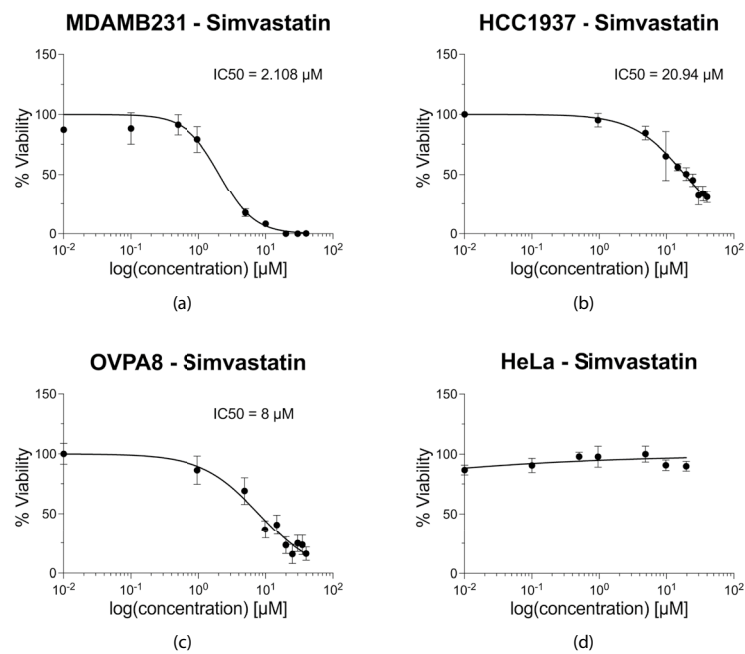 MDAMB231 - Simvastatin
IC50 = 2.108 µM
% Viability
150
100
50
0
10-2 10-1 100 101 102
log(concentration) [µM]
(a)
HCC1937 - Simvastatin
IC50 = 20.94 µM
% Viability
150
100
50
0
10-2 10-1 100 101 102
log(concentration) [µM]
(b)
OVPA8 - Simvastatin
IC50 = 8 µM
% Viability
150
100
50
0
10-2 10-1 100 101 102
log(concentration) [µM]
(c)
HeLa - Simvastatin
% Viability
150
100
50
0
10-2 10-1 100 101 102
log(concentration) [µM]
(d)